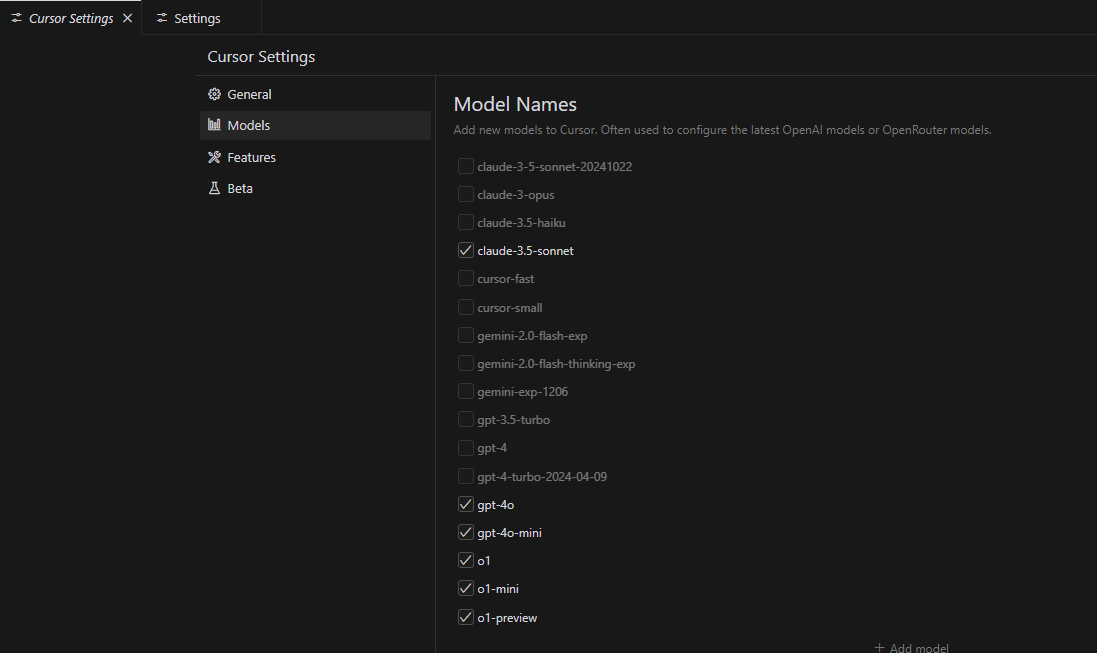 Cursor Settings
Settings
Cursor Settings
General
Models
Features
Beta
Model Names
Add new models to Cursor. Often used to configure the latest OpenAI models or OpenRouter models.
claude-3-5-sonnet-20241022
claude-3-opus
claude-3.5-haiku
claude-3.5-sonnet
cursor-fast
cursor-small
gemini-2.0-flash-exp
gemini-2.0-flash-thinking-exp
gemini-exp-1206
gpt-3.5-turbo
gpt-4
gpt-4-turbo-2024-04-09
gpt-4o
gpt-4o-mini
o1
o1-mini
o1-preview
+ Add model